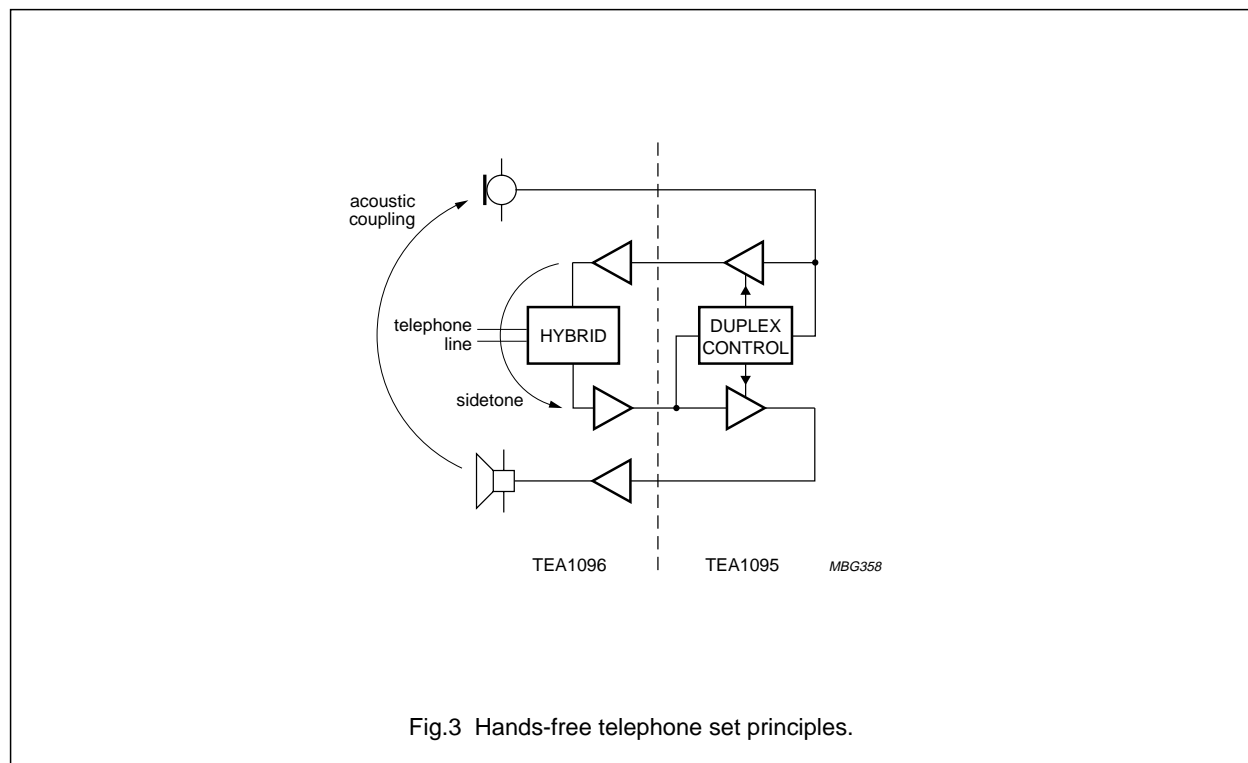 acoustic
coupling
telephone
line
HYBRID
DUPLEX
CONTROL
sidetone
TEA1096
TEA1095
MBG358
Fig.3 Hands-free telephone set principles.